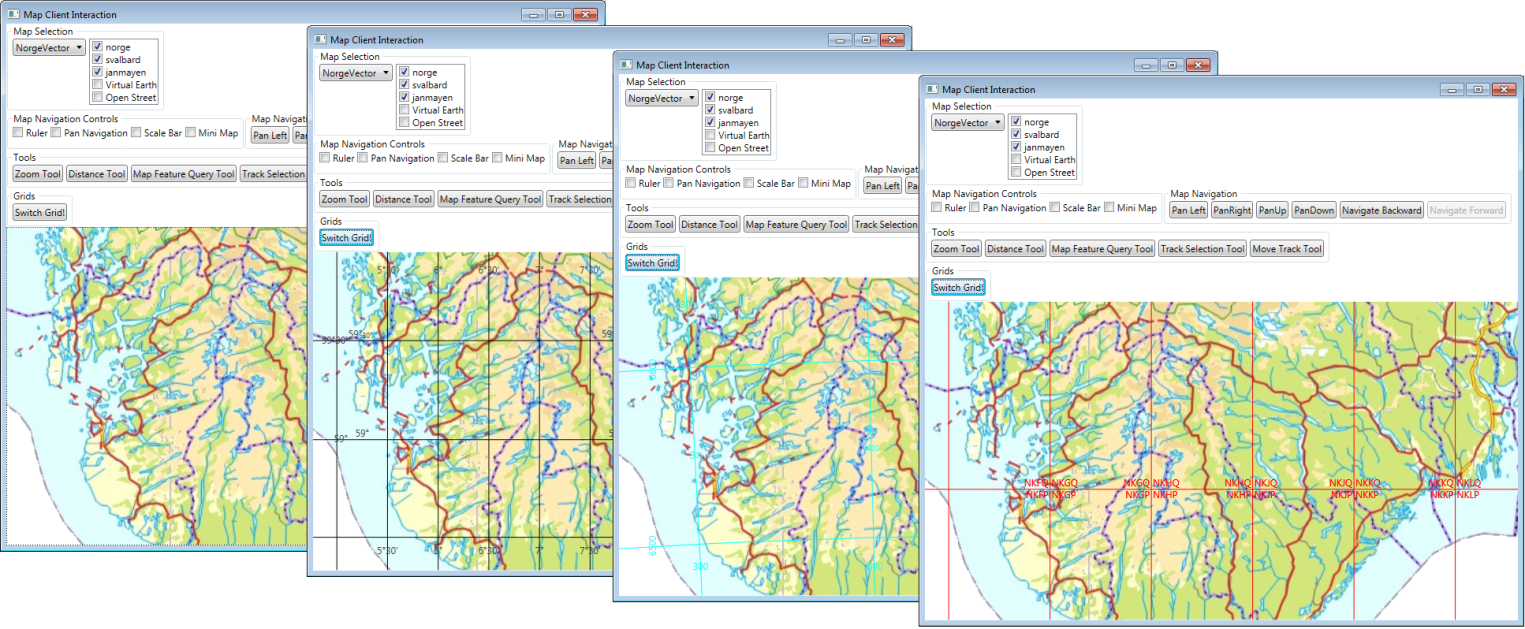 Map Client Interaction
Map Selection
NorgeVector
norge
svalbard
janmayen
Virtual Earth
Open Street
Map Navigation Controls
Ruler Pan Navigation Scale Bar Mini Map
Map Navigati
Pan Left Pan
Tools
Zoom Tool Distance Tool Map Feature Query Tool Track Selection
Grids
Switch Grid!
Map Client Interaction
Map Selection
NorgeVector
norge
svalbard
janmayen
Virtual Earth
Open Street
Map Navigation Controls
Ruler Pan Navigation Scale Bar Mini Map
Map Naviga
Pan Left Pa
Tools
Zoom Tool Distance Tool Map Feature Query Tool Track Selection
Grids
Switch Grid!
5°30' 6° 6°30' 7° 7°30'
59°30' 59°30' 59
59° 59° 5
5°30' 6° 6°30' 7° 7°30'
Map Client Interaction
Map Selection
NorgeVector
norge
svalbard
janmayen
Virtual Earth
Open Street
Map Navigation Controls
Ruler Pan Navigation Scale Bar Mini Map
Map Naviga
Pan Left Pa
Tools
Zoom Tool Distance Tool Map Feature Query Tool Track Selection
Grids
Switch Grid!
6500
300
Map Client Interaction
Map Selection
NorgeVector
norge
svalbard
janmayen
Virtual Earth
Open Street
Map Navigation Controls
Ruler Pan Navigation Scale Bar Mini Map
Map Navigation
Pan Left PanRight PanUp PanDown Navigate Backward Navigate Forward
Tools
Zoom Tool Distance Tool Map Feature Query Tool Track Selection Tool Move Track Tool
Grids
Switch Grid!
NKFQ NKGQ NKGQ NKHQ NKHQ NKJQ NKJQ NKKQ NKKQ NKLQ
NKFP NKGP NKGP NKHP NKHP NKJP NKJP NKKP NKKP NKLP